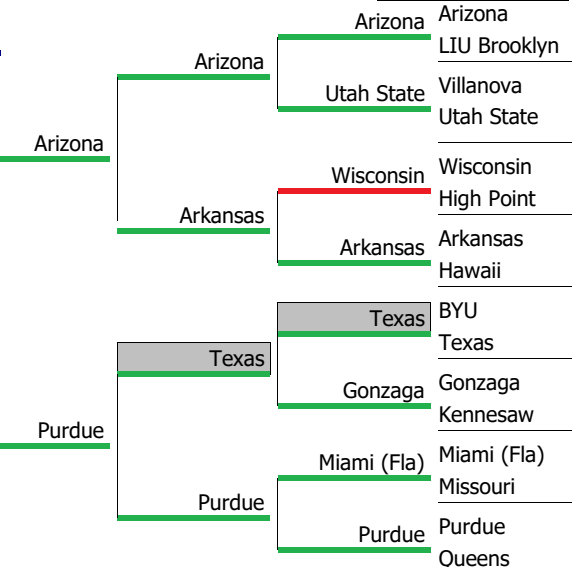 Arizona
Arizona
LIU Brooklyn
Arizona
Villanova
Utah State
Utah State
Arizona
Wisconsin
Wisconsin
High Point
Arkansas
Arkansas
Arkansas
Hawaii
BYU
Texas
Texas
Texas
Gonzaga
Gonzaga
Kennesaw
Purdue
Miami (Fla)
Miami (Fla)
Missouri
Purdue
Purdue
Purdue
Queens